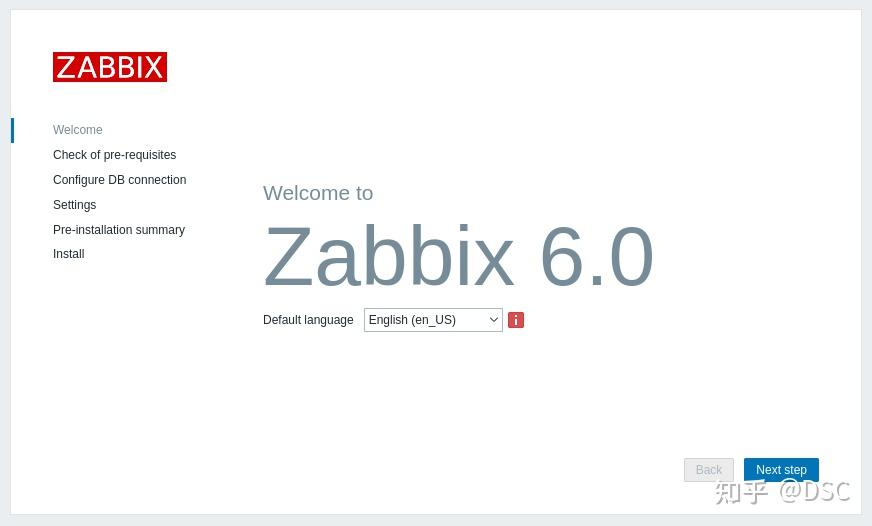 ZABBIX
Welcome
Check of pre-requisites
Configure DB connection
Settings
Pre-installation summary
Install
Welcome to
Zabbix 6.0
Default language English (en_US)
Back Next step
知乎 @DSC